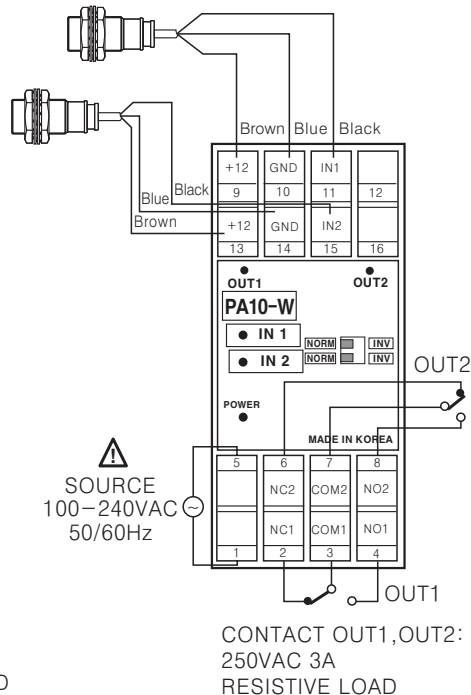 Brown Blue Black
+12 GND IN1
9 10 11 12
Blue Black
Brown
+12 GND IN2
13 14 15 16
OUT1 OUT2
PA10-W
IN 1 NORM INV
IN 2 NORM INV
OUT2
POWER
MADE IN KOREA
5 6 7 8
SOURCE
100-240VAC
50/60Hz
NC2 COM2 NO2
NC1 COM1 NO1
1 2 3 4
OUT1
CONTACT OUT1,OUT2:
250VAC 3A
RESISTIVE LOAD